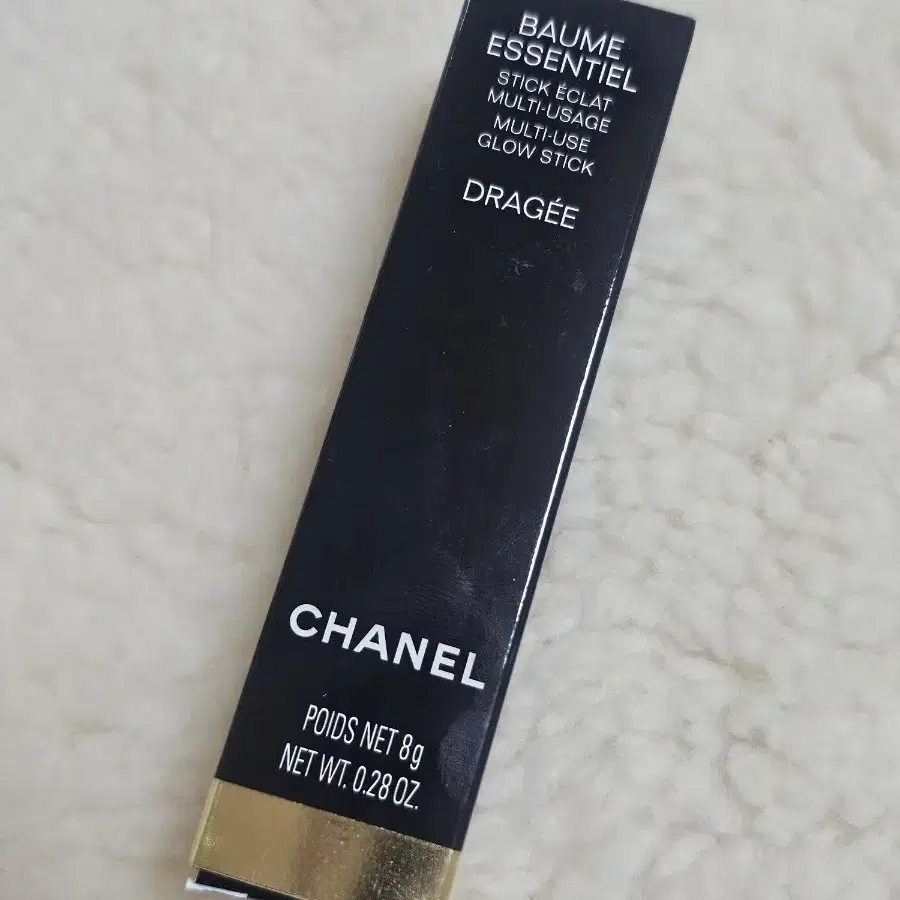 BAUME
ESSENTIEL
STICK ÉCLAT
MULTI-USAGE
MULTI-USE
GLOW STICK
DRAGÉE
CHANEL
POIDS NET 8g
NET WT. 0.28 OZ.